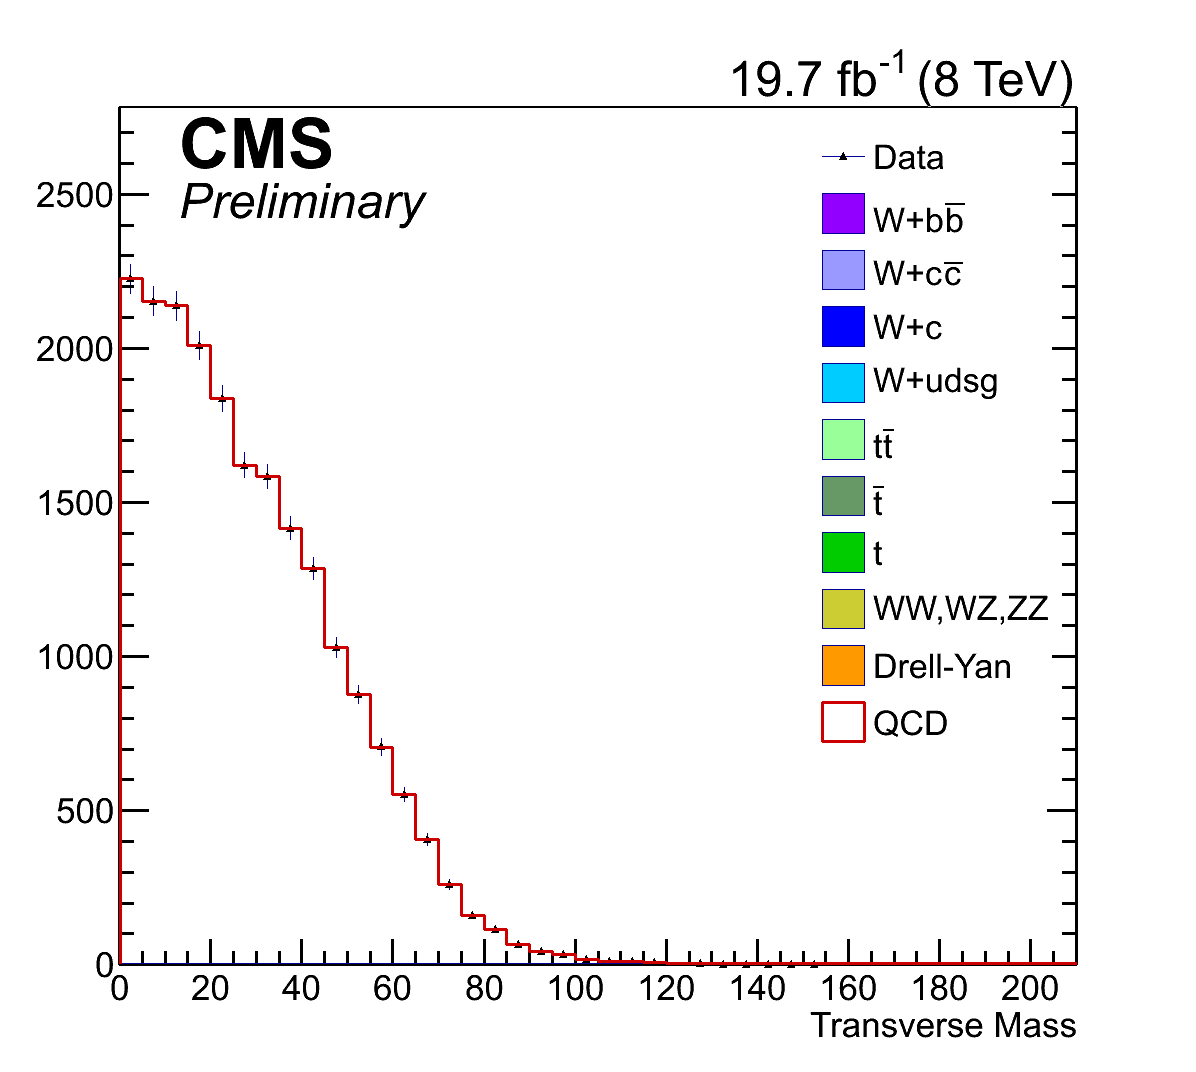 19.7 fb⁻¹ (8 TeV)
CMS
Preliminary
Data
W+bb̅
W+cc̅
W+c
W+udsg
tt̅
t̅
t
WW,WZ,ZZ
Drell-Yan
QCD
2500
2000
1500
1000
500
0
0 20 40 60 80 100 120 140 160 180 200
Transverse Mass